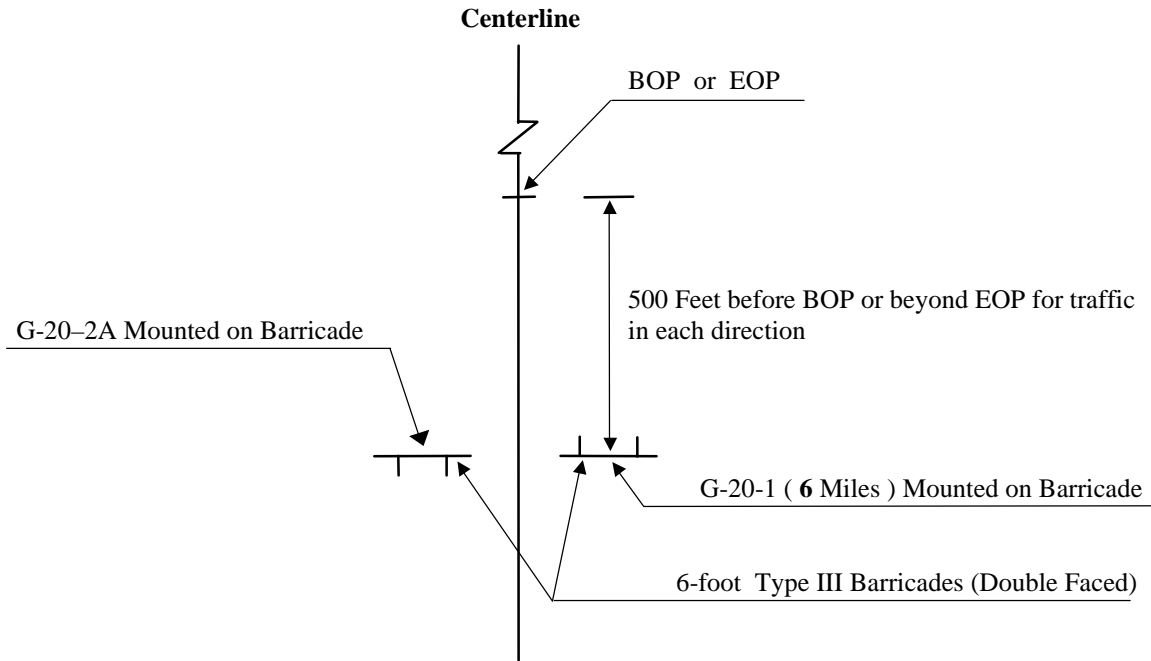 Centerline
BOP or EOP
500 Feet before BOP or beyond EOP for traffic
in each direction
G-20–2A Mounted on Barricade
G-20-1 ( 6 Miles ) Mounted on Barricade
6-foot Type III Barricades (Double Faced)